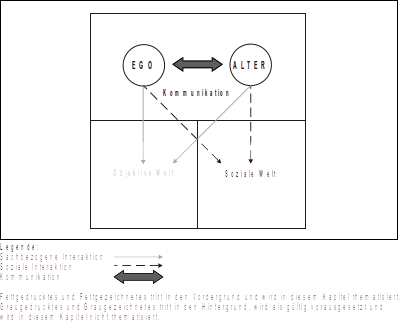 EGO
ALTER
Kommunikation
Objektive Welt
Soziale Welt
Legende:
Sachbezogene Interaktion
Soziale Interaktion
Kommunikation
Fettgedrucktes und Fettgezeichnetes tritt in den Vordergrund und wird in diesem Kapitel thematisiert.
Graugedrucktes und Graugezeichnetes tritt in den Hintergrund, wird als gültig vorausgesetzt und
wird in diesem Kapitel nicht thematisiert.